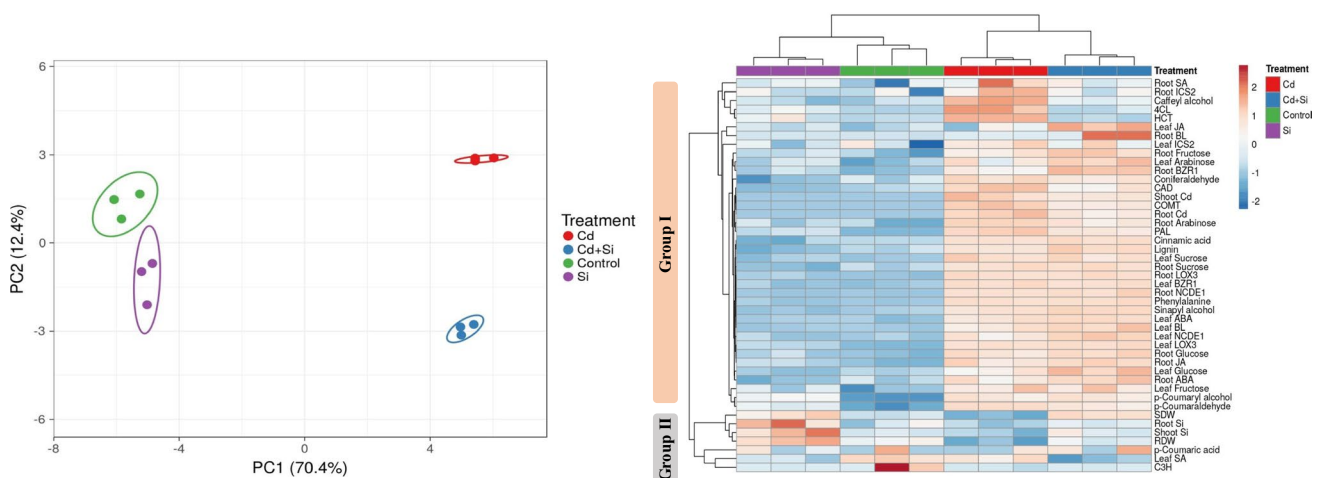 6
3
0
-3
-6
-8
-4
0
4
PC2 (12.4%)
PC1 (70.4%)
Treatment
Cd
Cd+Si
Control
Si
Group I
Group II
Treatment
Root SA
Root ICS2
Caffeyl alcohol
4CL
HCT
Leaf JA
Root BL
Leaf ICS2
Root Fructose
Leaf Arabinose
Root BZR1
Coniferaldehyde
CAD
Shoot Cd
COMT
Root Cd
Root Arabinose
PAL
Cinnamic acid
Lignin
Leaf Sucrose
Root Sucrose
Root LOX3
Leaf BZR1
Root NCDE1
Phenylalanine
Sinapyl alcohol
Leaf ABA
Leaf BL
Leaf NCDE1
Leaf LOX3
Root Glucose
Root JA
Leaf Glucose
Root ABA
Leaf Fructose
p-Coumaryl alcohol
p-Coumaraldehyde
SDW
Root Si
Shoot Si
RDW
p-Coumaric acid
Leaf SA
C3H
2
1
0
-1
-2
Treatment
Cd
Cd+Si
Control
Si